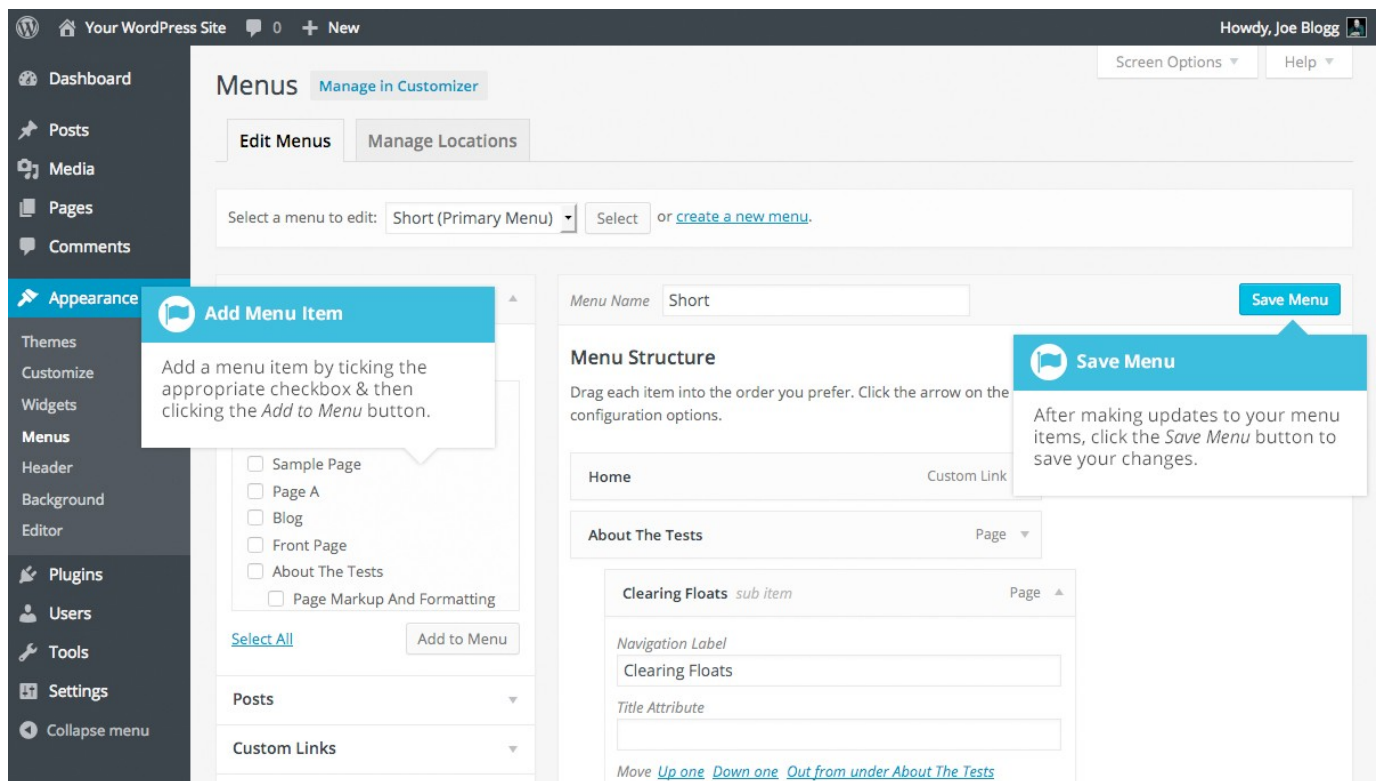 Your WordPress Site 0 New Howdy, Joe Blogg
Screen Options Help
Dashboard
Posts
Media
Pages
Comments
Appearance
Themes
Customize
Widgets
Menus
Header
Background
Editor
Plugins
Users
Tools
Settings
Collapse menu
Menus Manage in Customizer
Edit Menus Manage Locations
Select a menu to edit: Short (Primary Menu) Select or create a new menu.
Add Menu Item
Add a menu item by ticking the
appropriate checkbox & then
clicking the Add to Menu button.
Sample Page
Page A
Blog
Front Page
About The Tests
Page Markup And Formatting
Select All Add to Menu
Posts
Custom Links
Menu Name Short Save Menu
Menu Structure
Drag each item into the order you prefer. Click the arrow on the
configuration options.
Save Menu
After making updates to your menu
items, click the Save Menu button to
save your changes.
Home Custom Link
About The Tests Page
Clearing Floats sub item Page
Navigation Label
Clearing Floats
Title Attribute
Move Up one Down one Out from under About The Tests